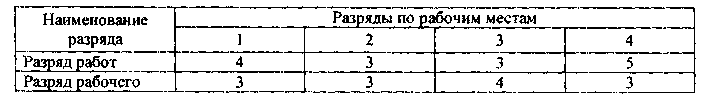 Наименование разряда Разряды по рабочим местам
1 2 3 4
Разряд работ 4 3 3 5
Разряд рабочего 3 3 4 3